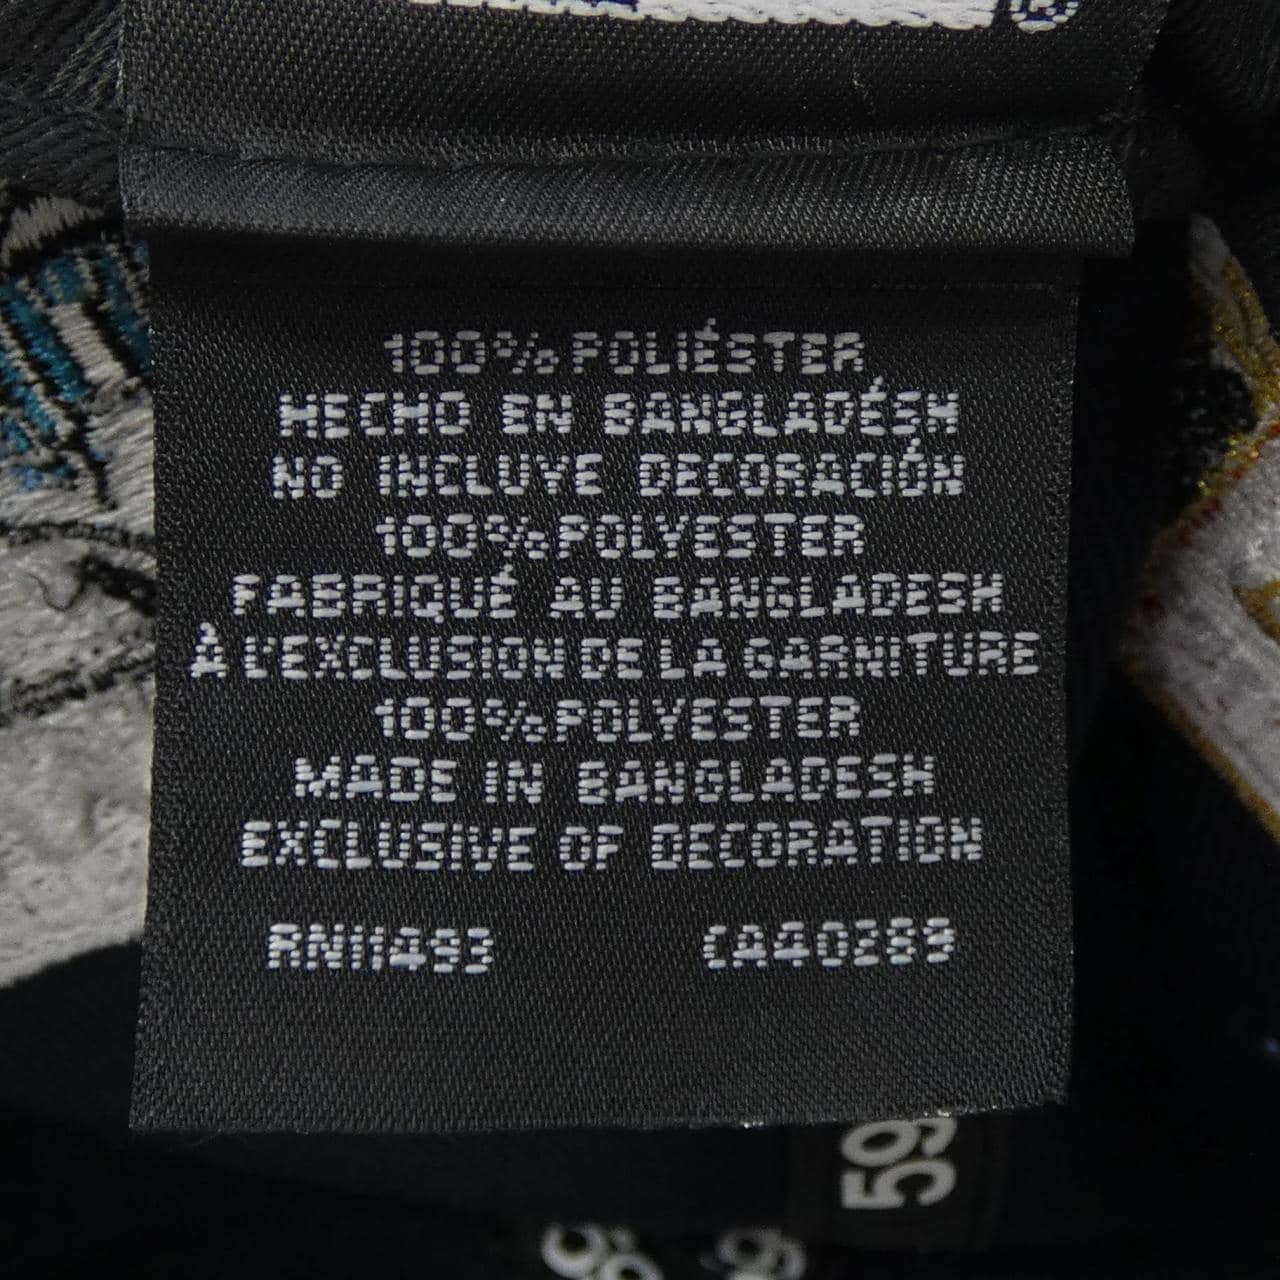 100% POLIÉSTER
HECHO EN BANGLADÉSH
NO INCLUYE DECORACIÓN
100% POLYESTER
FABRIQUÉ AU BANGLADESH
À L'EXCLUSION DE LA GARNITURE
100% POLYESTER
MADE IN BANGLADESH
EXCLUSIVE OF DECORATION
RN11493 CA40289
59